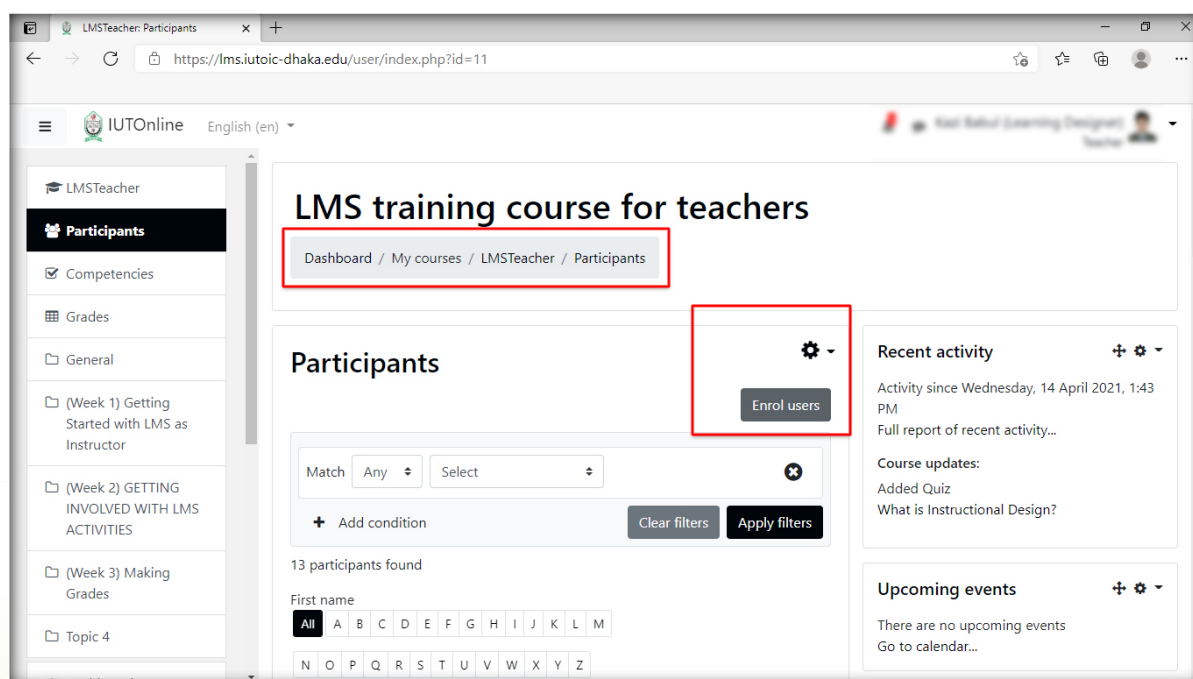 LMSTeacher: Participants
https://lms.iutoic-dhaka.edu/user/index.php?id=11
IUTOnline
English (en)
LMSTeacher
Participants
Competencies
Grades
General
(Week 1) Getting
Started with LMS as
Instructor
(Week 2) GETTING
INVOLVED WITH LMS
ACTIVITIES
(Week 3) Making
Grades
Topic 4
LMS training course for teachers
Dashboard / My courses / LMSTeacher / Participants
Participants
Enrol users
Match Any Select
Add condition Clear filters Apply filters
13 participants found
First name
All A B C D E F G H I J K L M
N O P Q R S T U V W X Y Z
Recent activity
Activity since Wednesday, 14 April 2021, 1:43
PM
Full report of recent activity...
Course updates:
Added Quiz
What is Instructional Design?
Upcoming events
There are no upcoming events
Go to calendar...